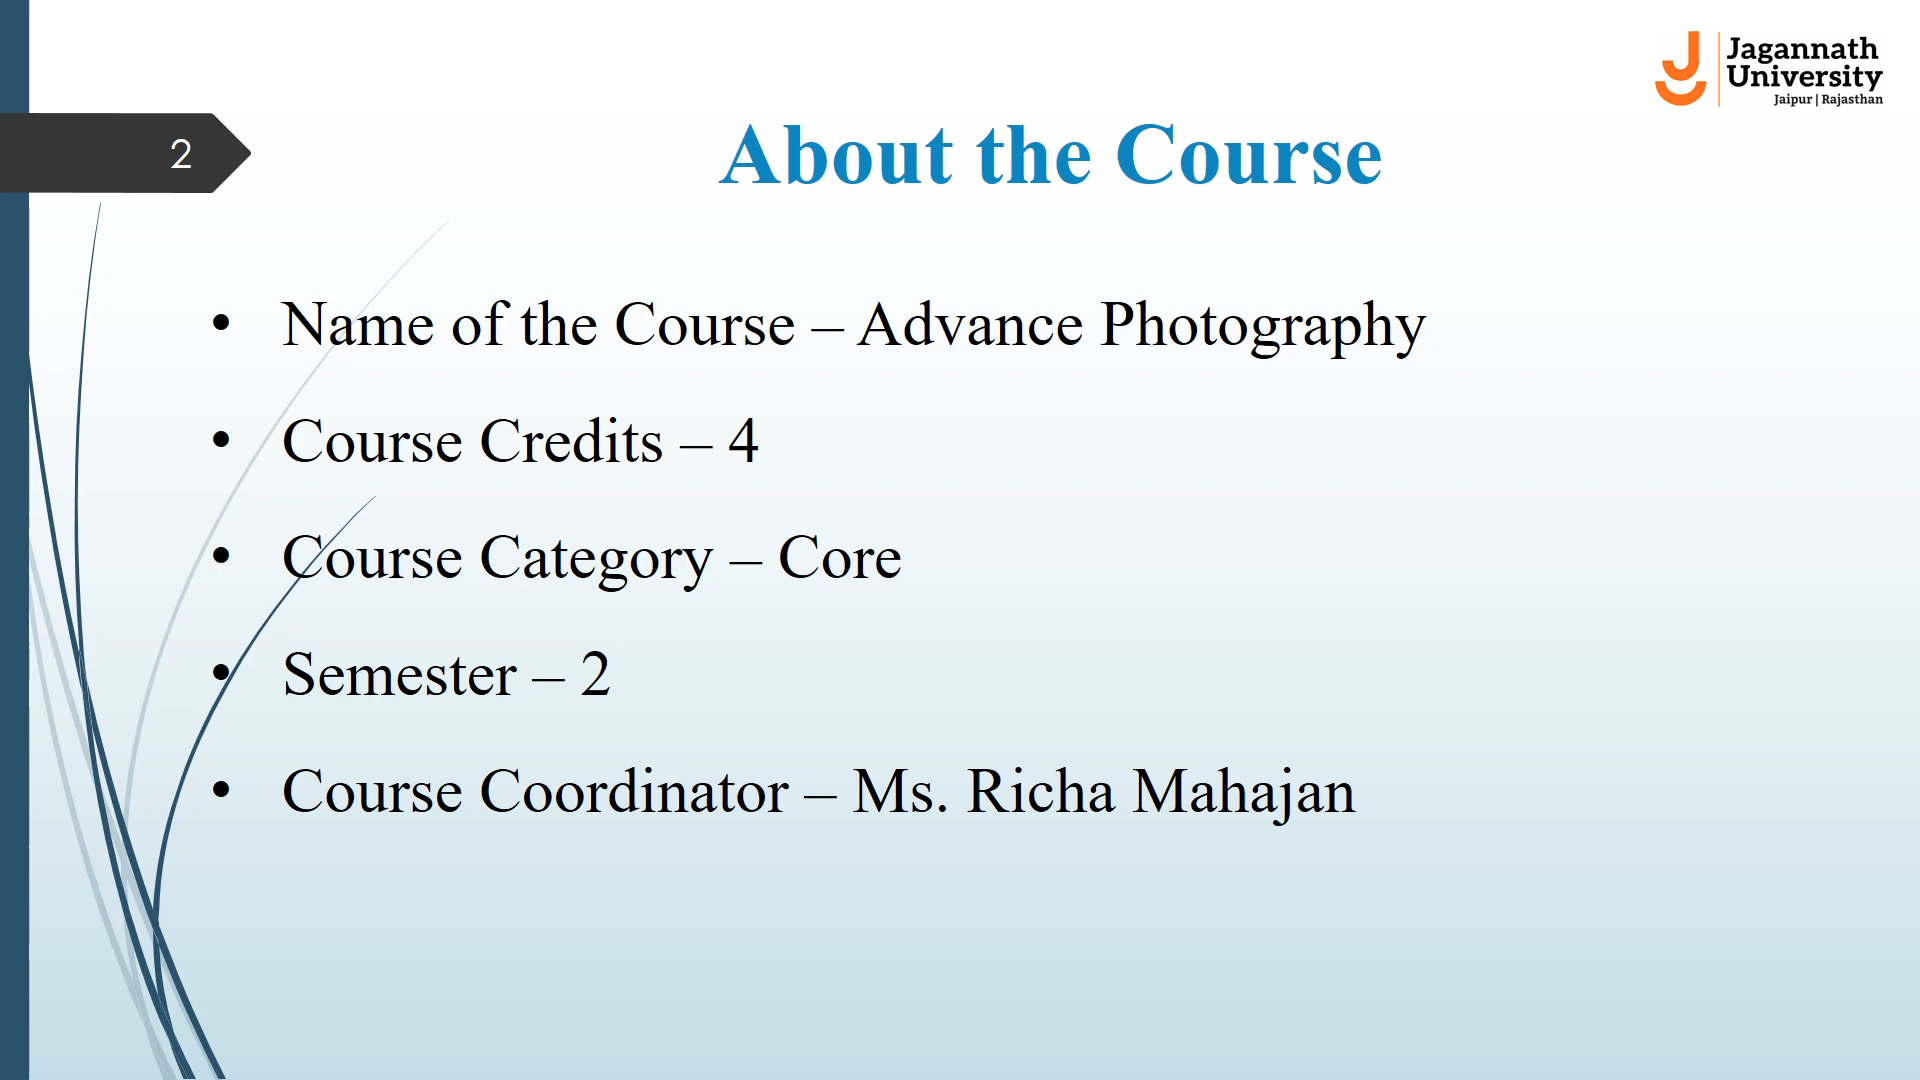 Jagannath
University
Jaipur | Rajasthan
2
About the Course
• Name of the Course – Advance Photography
• Course Credits – 4
• Course Category – Core
• Semester – 2
• Course Coordinator – Ms. Richa Mahajan